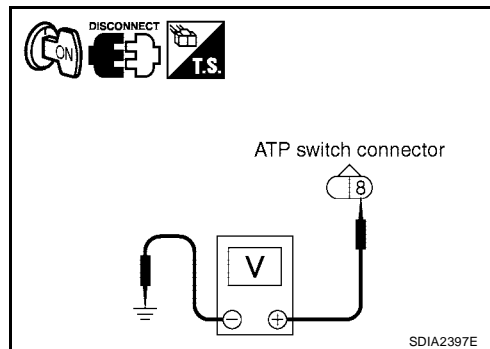 DISCONNECT
ON
T.S.
ATP switch connector
8
V
− +
SDIA2397E